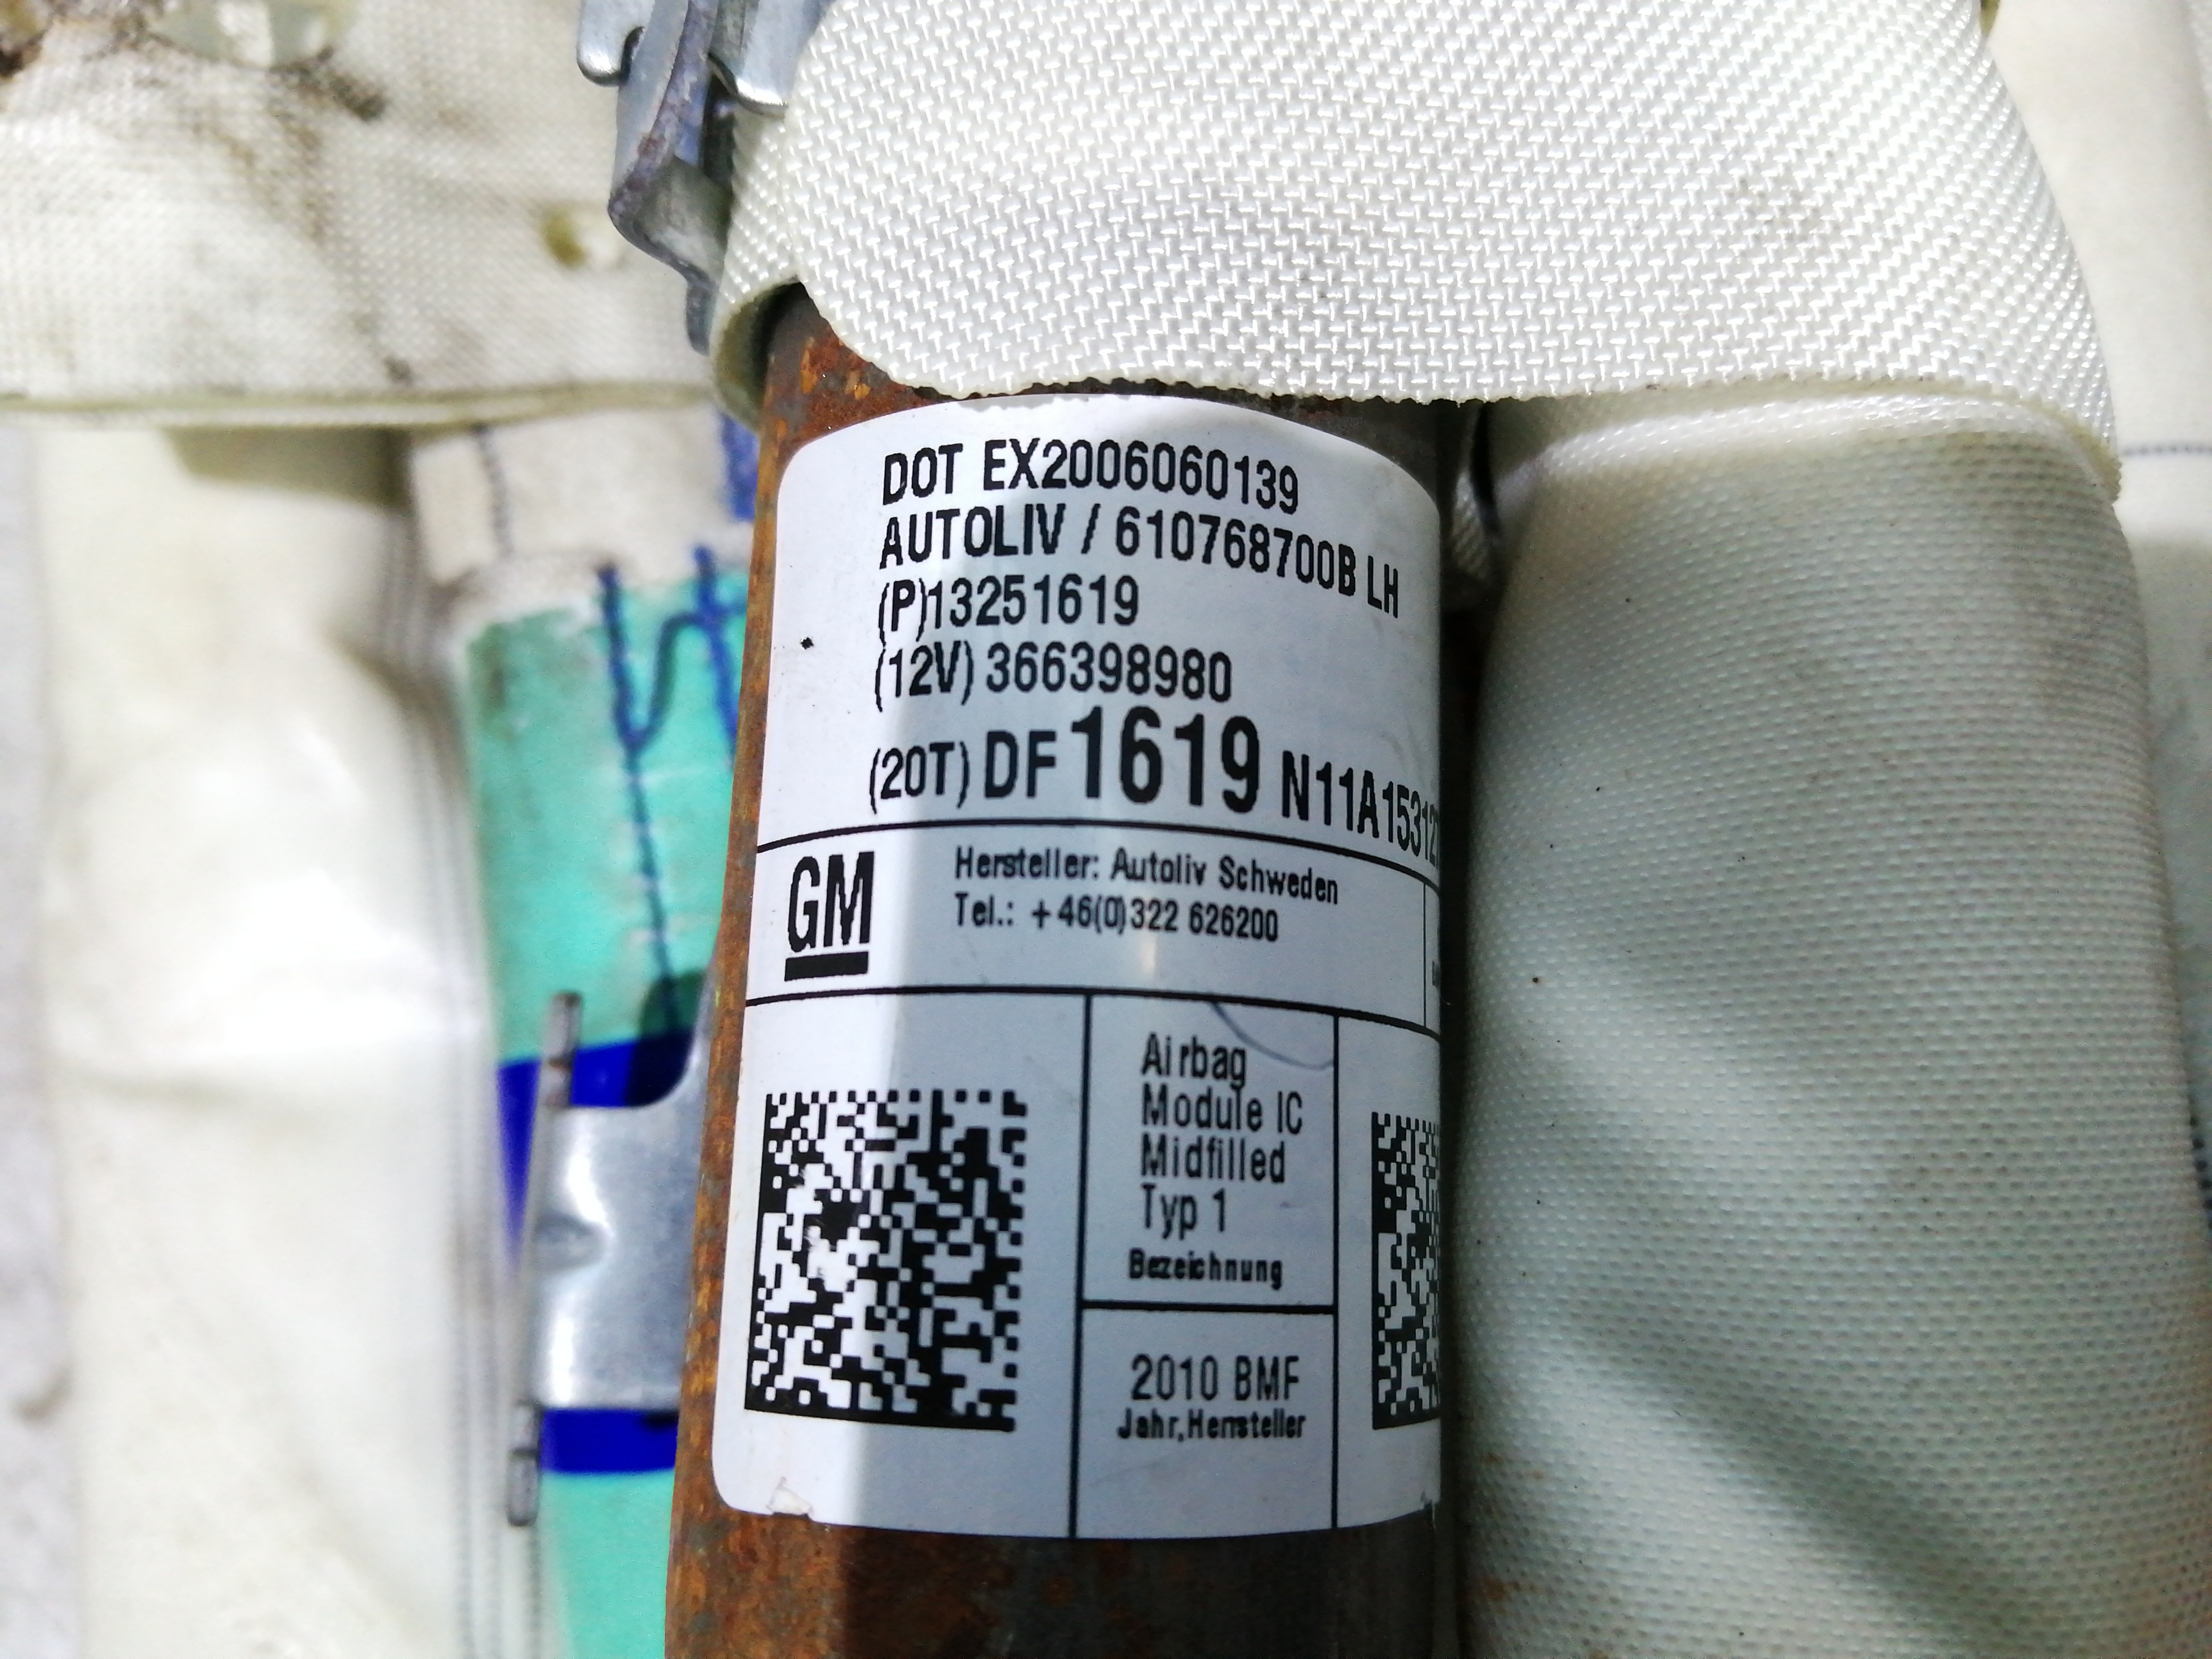 DOT EX2006060139
AUTOLIV / 610768700B LH
(P)13251619
(12V) 366398980
(20T) DF 1619
GM
Hersteller: Autoliv Schweden
Tel.: +46(0)322 626200
Airbag
Module IC
Midfilled
Typ 1
Bezeichnung
2010 BMF
Jahr,Hersteller